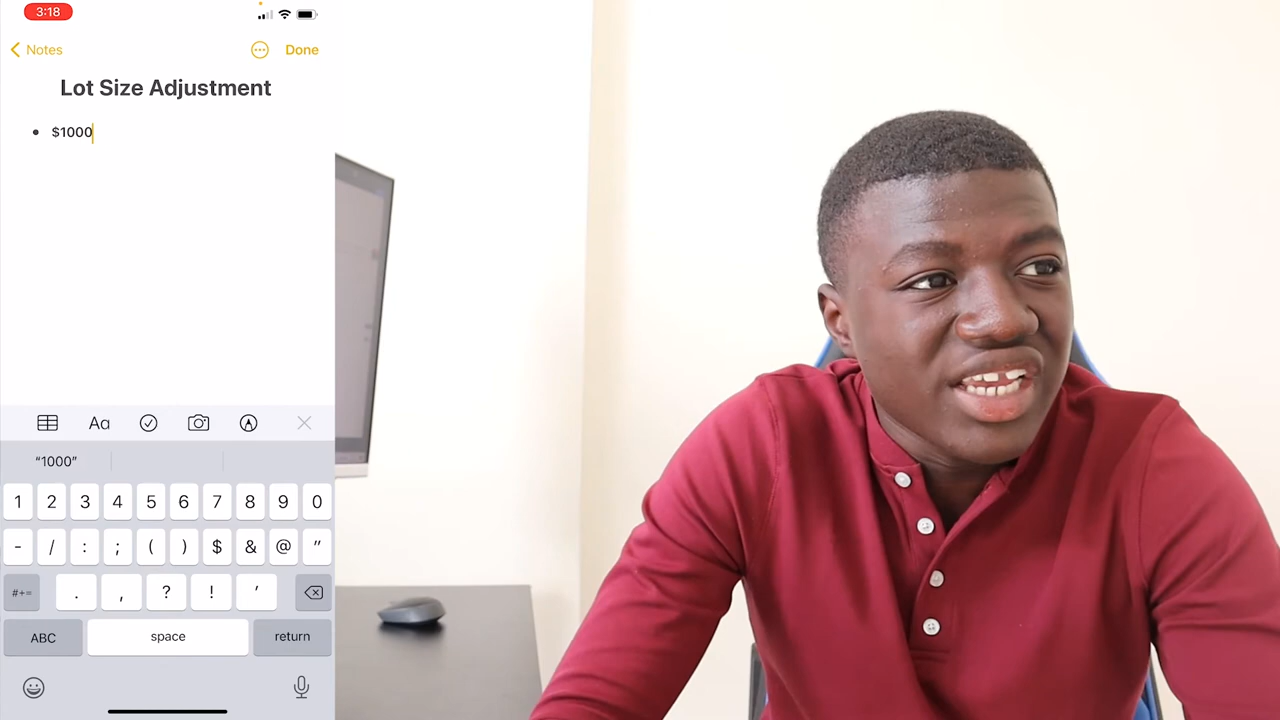 3:18
Notes
Done
Lot Size Adjustment
• $1000
Aa
“1000”
1 2 3 4 5 6 7 8 9 0
- / : ; ( ) $ & @ ”
#+= . , ? ! ’
ABC space return